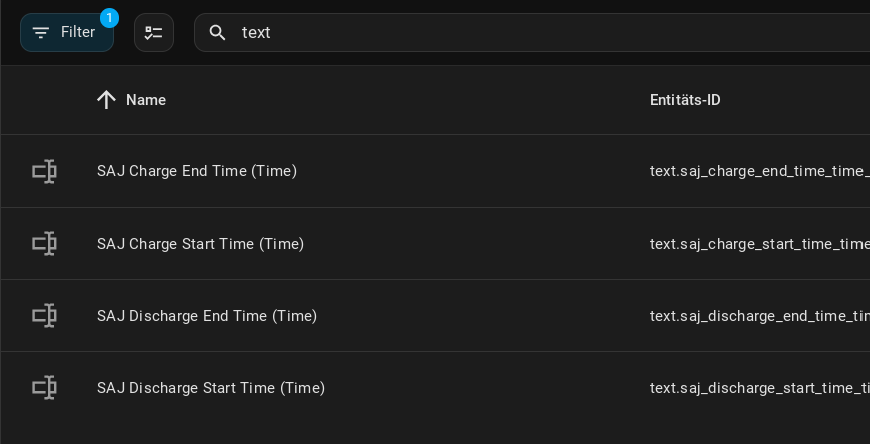 Filter 1 text
Name Entitäts-ID
SAJ Charge End Time (Time) text.saj_charge_end_time_time_
SAJ Charge Start Time (Time) text.saj_charge_start_time_time
SAJ Discharge End Time (Time) text.saj_discharge_end_time_tim
SAJ Discharge Start Time (Time) text.saj_discharge_start_time_ti